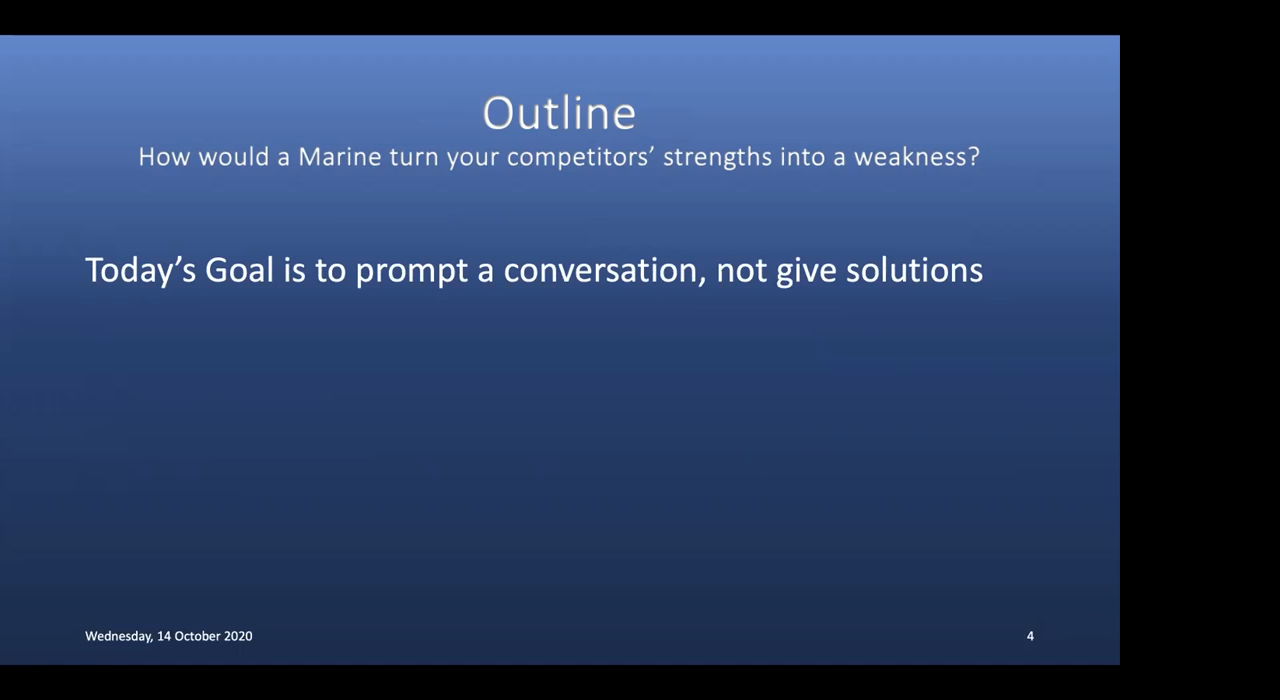 Outline
How would a Marine turn your competitors’ strengths into a weakness?
Today’s Goal is to prompt a conversation, not give solutions
Wednesday, 14 October 2020
4